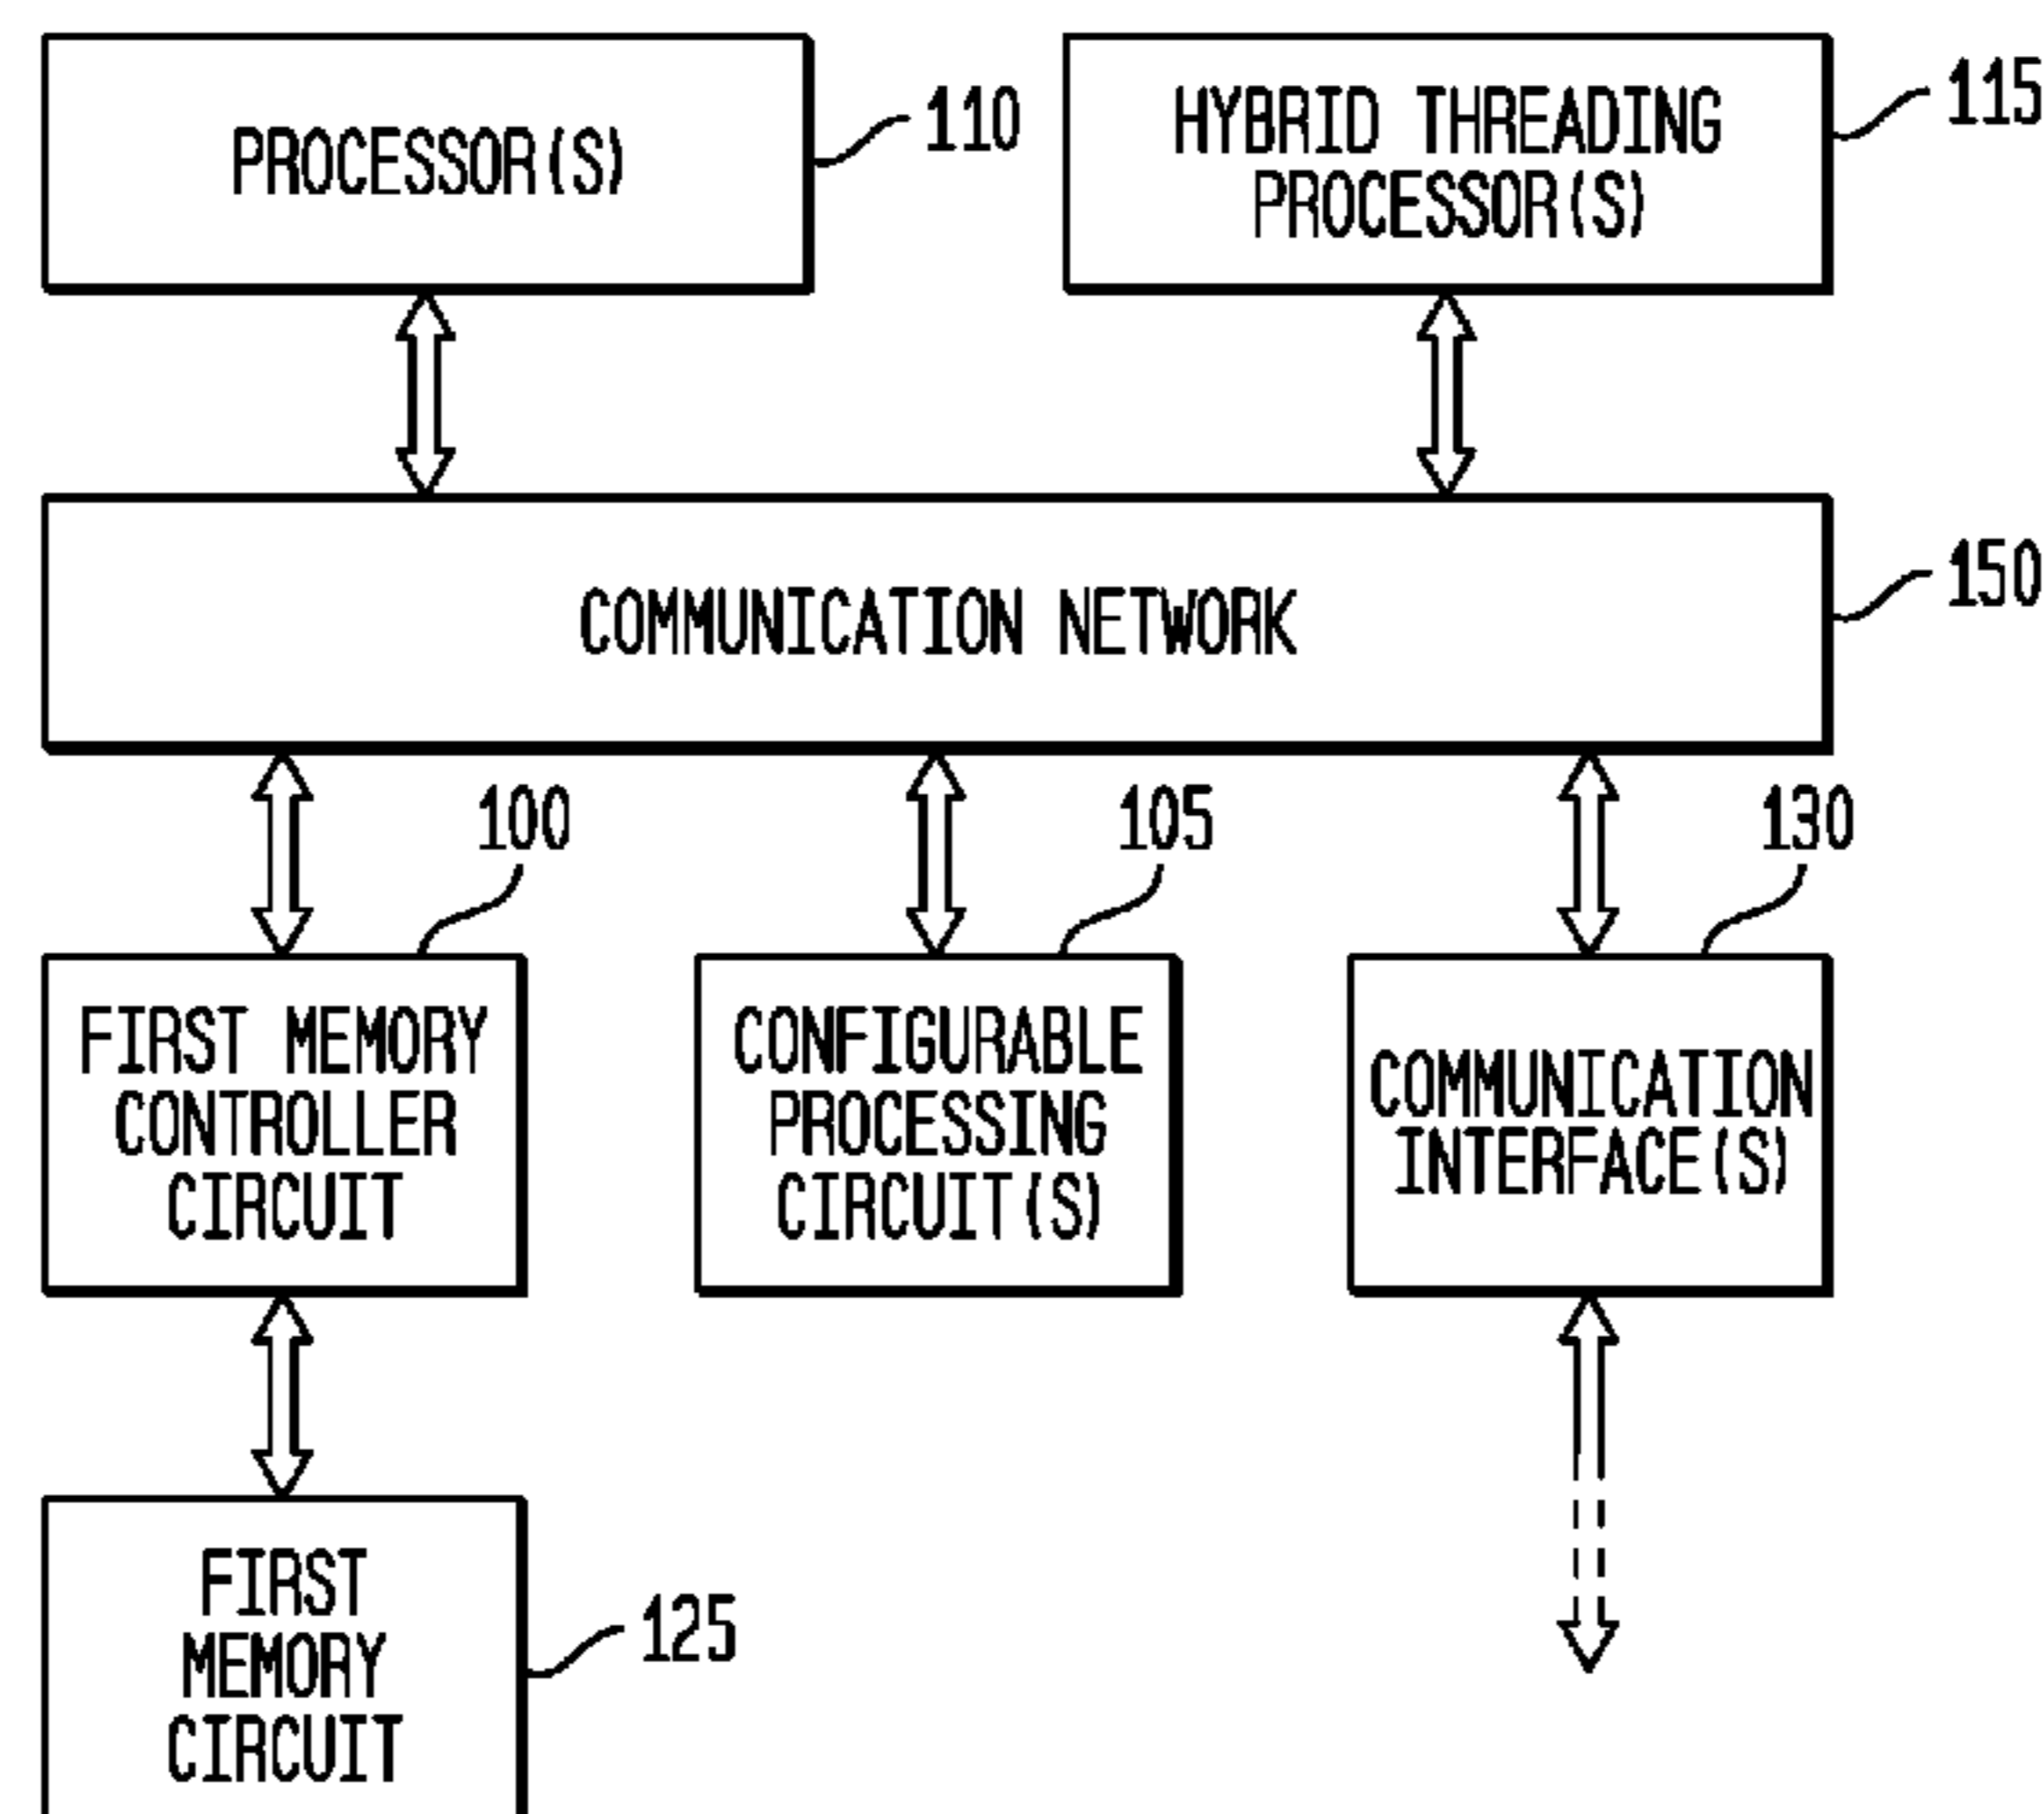 PROCESSOR(S)
110
HYBRID THREADING
PROCESSOR(S)
115
COMMUNICATION NETWORK
150
100
105
130
FIRST MEMORY
CONTROLLER
CIRCUIT
CONFIGURABLE
PROCESSING
CIRCUIT(S)
COMMUNICATION
INTERFACE(S)
FIRST
MEMORY
CIRCUIT
125